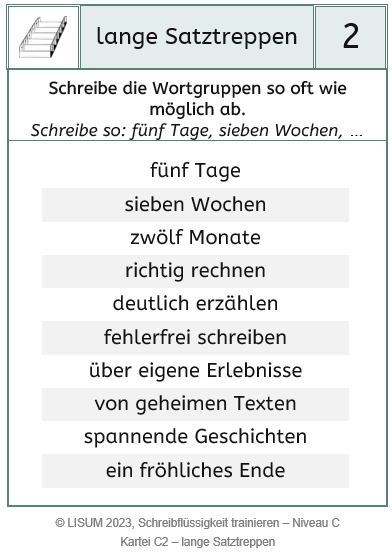 lange Satztreppen
2
Schreibe die Wortgruppen so oft wie
möglich ab.
Schreibe so: fünf Tage, sieben Wochen, ...
fünf Tage
sieben Wochen
zwölf Monate
richtig rechnen
deutlich erzählen
fehlerfrei schreiben
über eigene Erlebnisse
von geheimen Texten
spannende Geschichten
ein fröhliches Ende
© LISUM 2023, Schreibflüssigkeit trainieren – Niveau C
Kartei C2 – lange Satztreppen